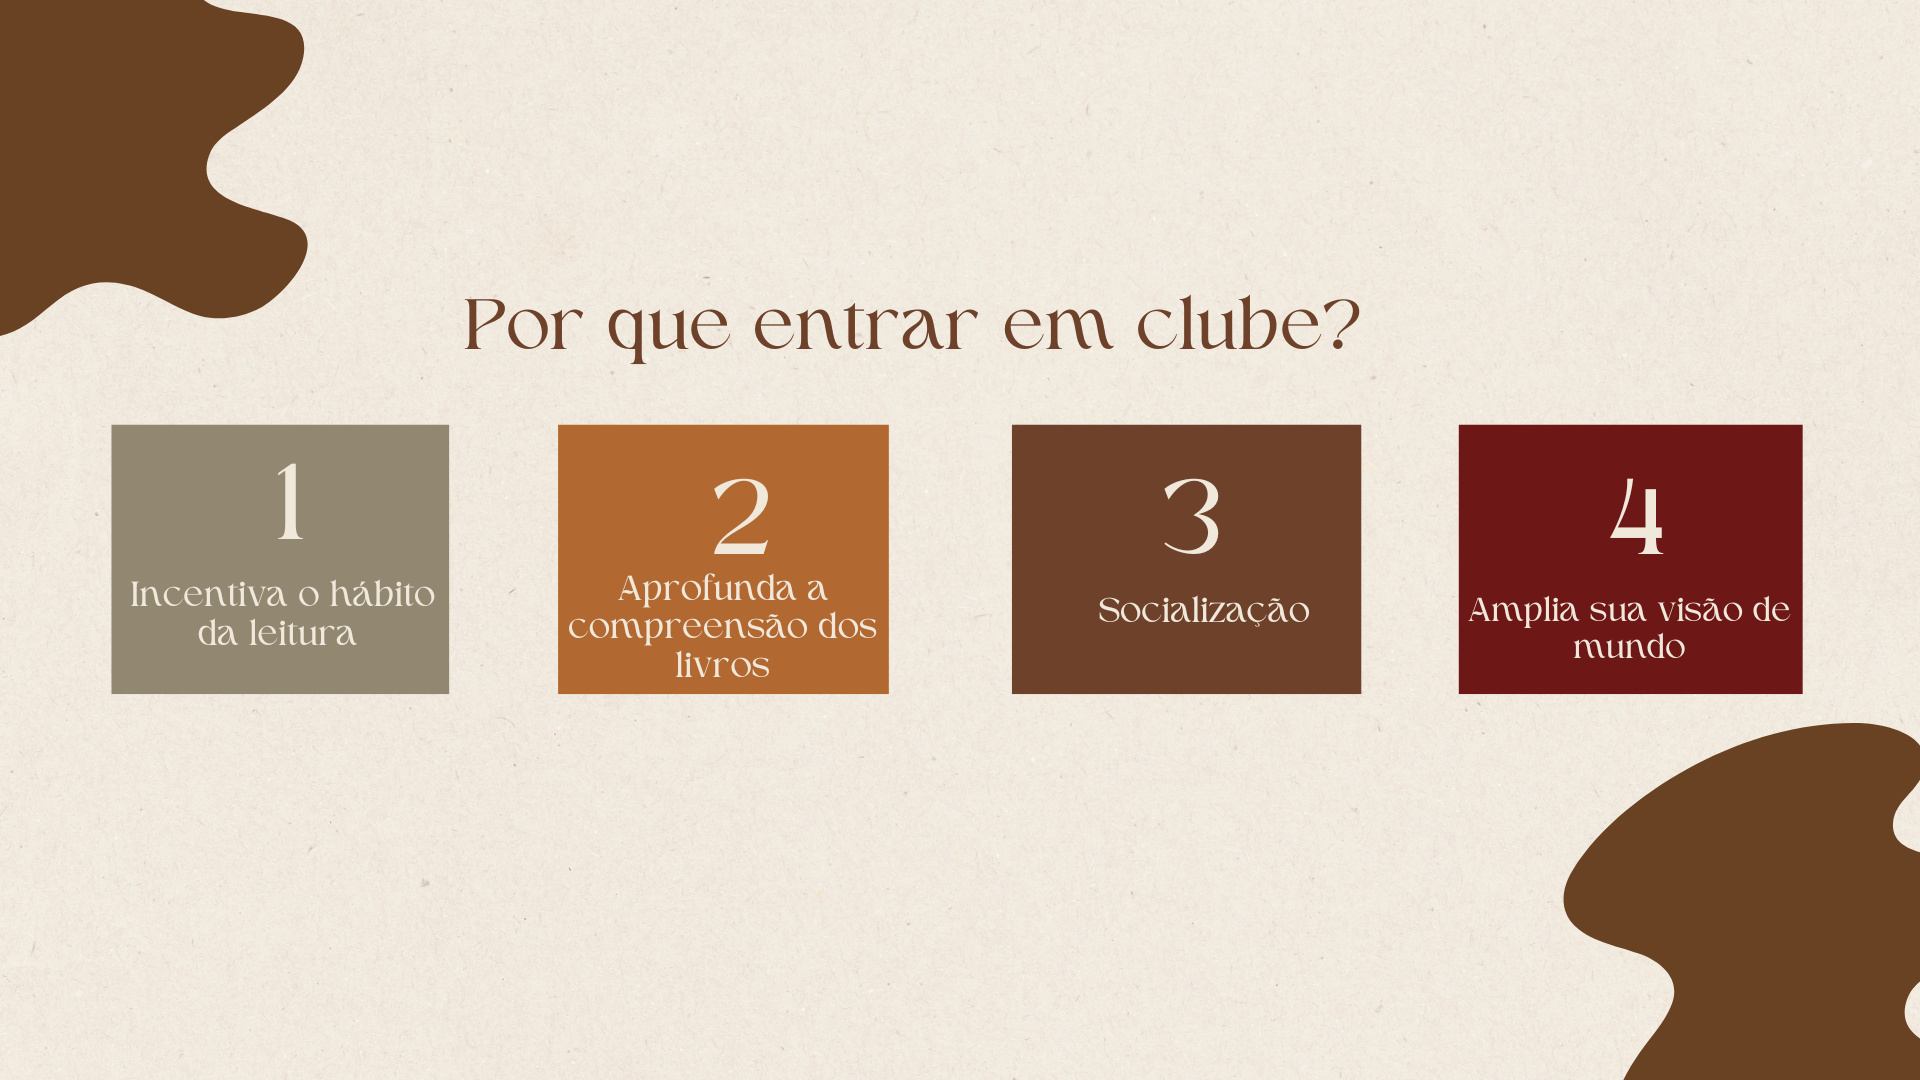 Por que entrar em clube?
1
Incentiva o hábito
da leitura
2
Aprofunda a
compreensão dos
livros
3
Socialização
4
Amplia sua visão de
mundo